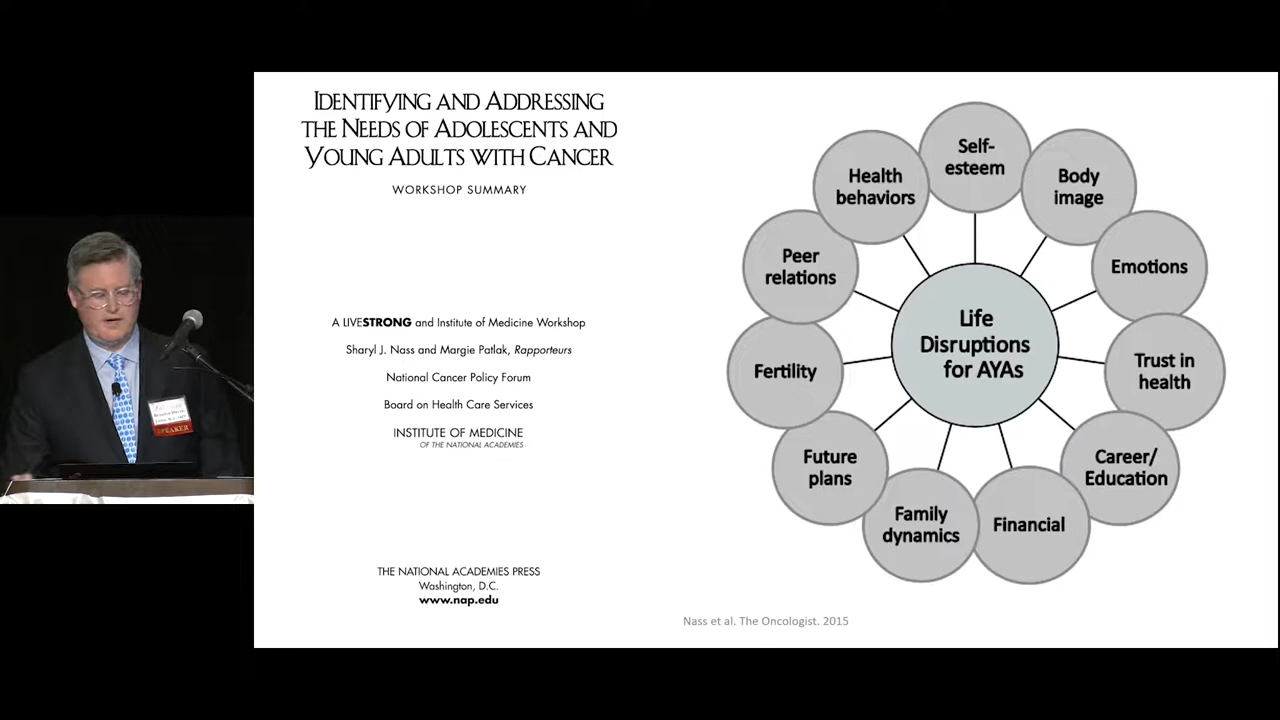 IDENTIFYING AND ADDRESSING
THE NEEDS OF ADOLESCENTS AND
YOUNG ADULTS WITH CANCER
WORKSHOP SUMMARY
A LIVESTRONG and Institute of Medicine Workshop
Sharyl J. Nass and Margie Patlak, Rapporteurs
National Cancer Policy Forum
Board on Health Care Services
INSTITUTE OF MEDICINE
OF THE NATIONAL ACADEMIES
THE NATIONAL ACADEMIES PRESS
Washington, D.C.
www.nap.edu
Self-
esteem
Body
image
Emotions
Trust in
health
Career/
Education
Financial
Family
dynamics
Future
plans
Fertility
Peer
relations
Health
behaviors
Life
Disruptions
for AYAs
Nass et al. The Oncologist. 2015
SPEAKER